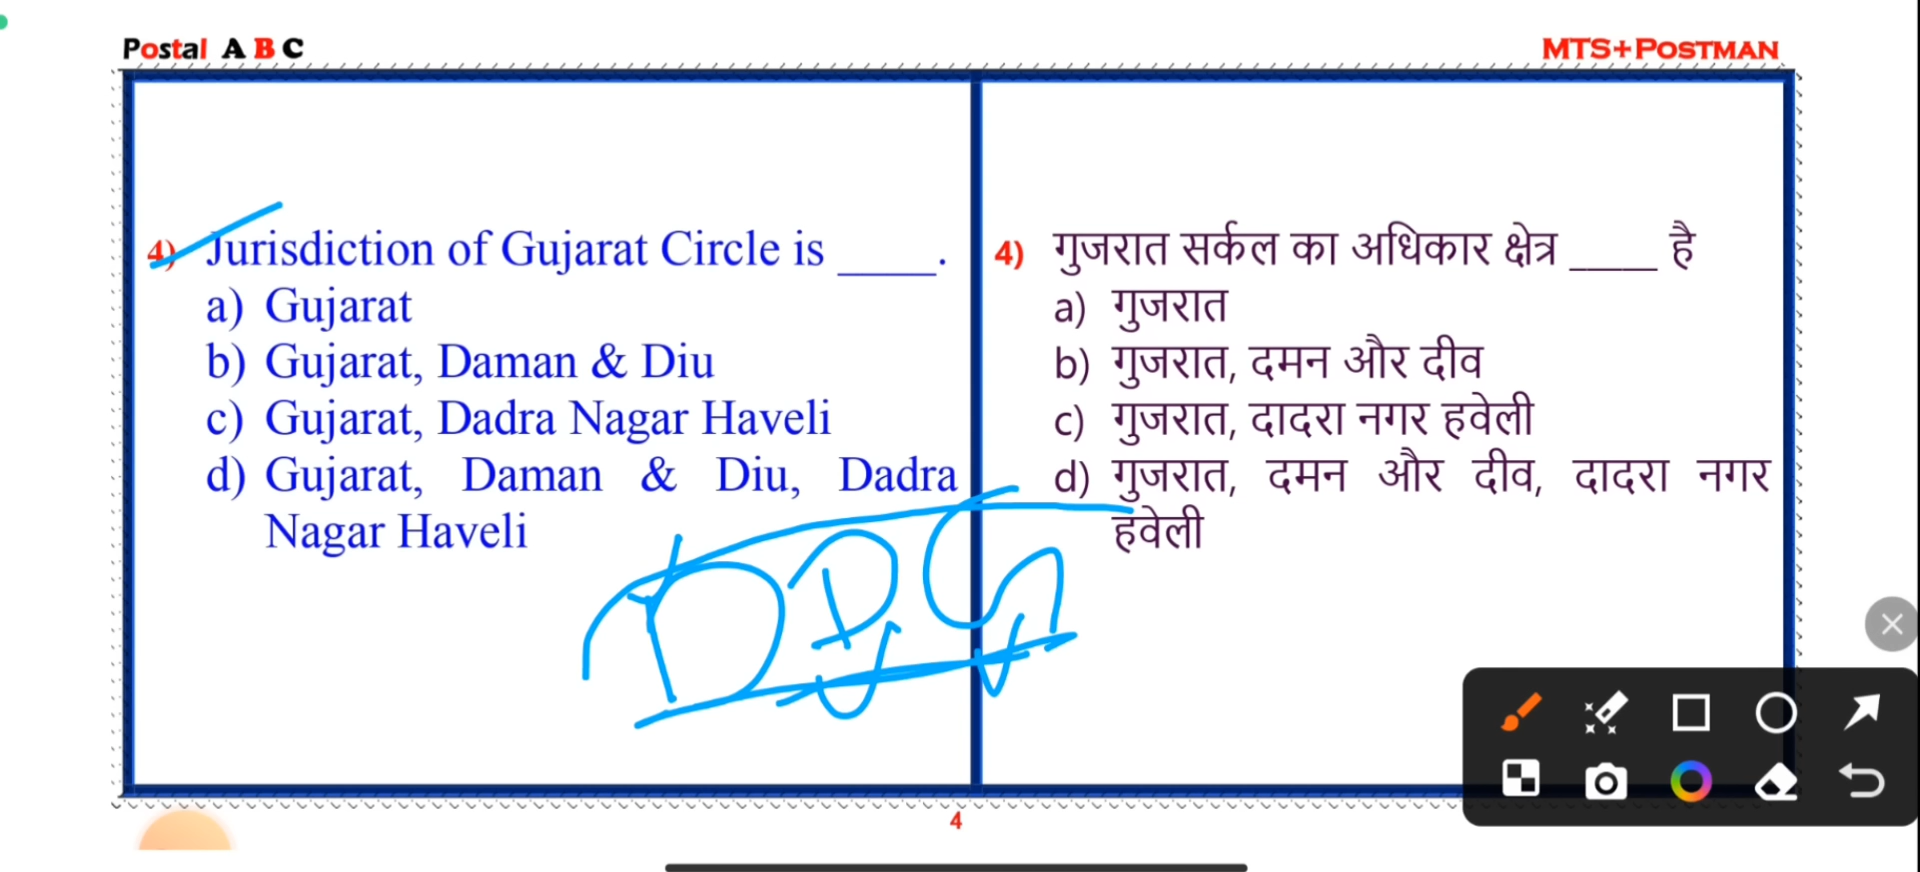 Postal A B C
MTS+POSTMAN
4) Jurisdiction of Gujarat Circle is _____.
a) Gujarat
b) Gujarat, Daman & Diu
c) Gujarat, Dadra Nagar Haveli
d) Gujarat, Daman & Diu, Dadra
Nagar Haveli
4) गुजरात सर्कल का अधिकार क्षेत्र _____ है
a) गुजरात
b) गुजरात, दमन और दीव
c) गुजरात, दादरा नगर हवेली
d) गुजरात, दमन और दीव, दादरा नगर
हवेली
4